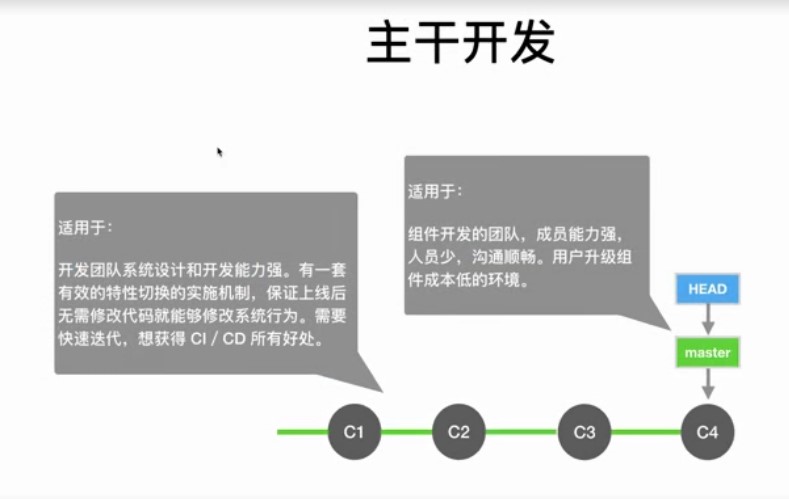 主干开发
适用于：
开发团队系统设计和开发能力强。有一套
有效的特性切换的实施机制，保证上线后
无需修改代码就能够修改系统行为。需要
快速迭代，想获得 CI / CD 所有好处。
适用于：
组件开发的团队，成员能力强，
人员少，沟通顺畅。用户升级组
件成本低的环境。
HEAD
master
C1
C2
C3
C4